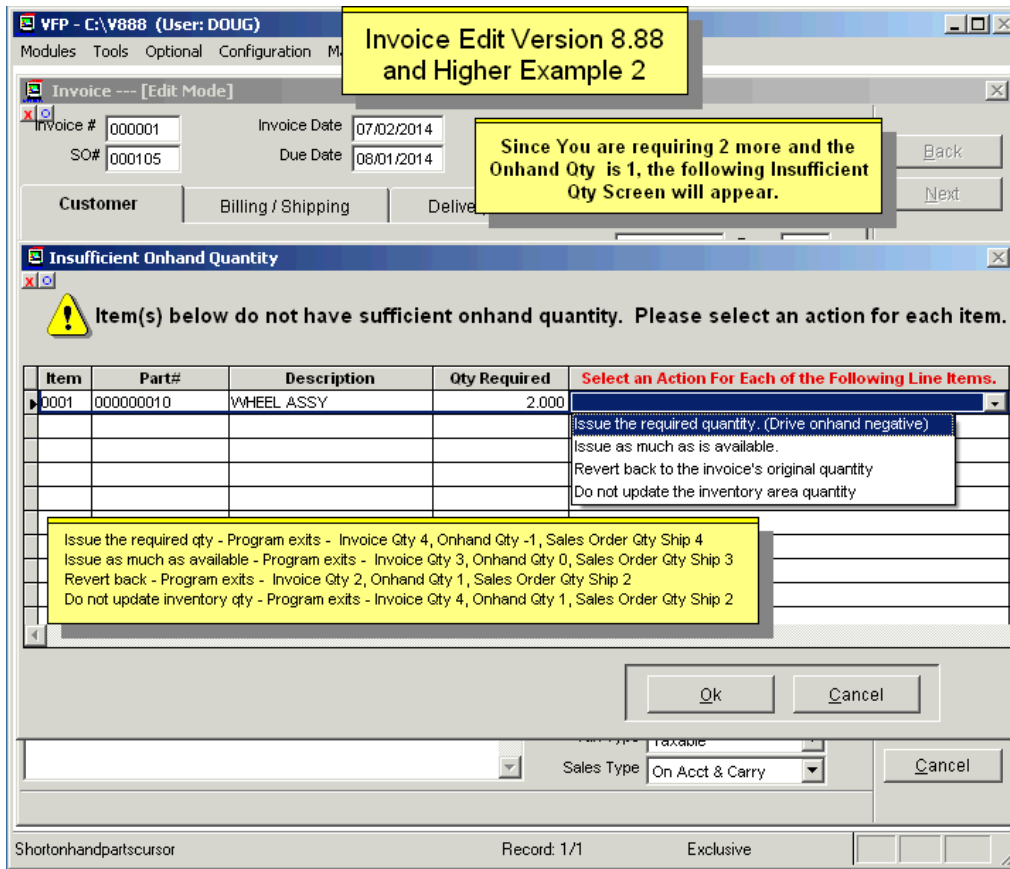 VFP - C:\V888 (User: DOUG)
Modules Tools Optional Configuration
Invoice Edit Version 8.88
and Higher Example 2
Invoice --- [Edit Mode]
Invoice # 000001
Invoice Date 07/02/2014
SO# 000105
Due Date 08/01/2014
Since You are requiring 2 more and the
Onhand Qty is 1, the following Insufficient
Qty Screen will appear.
Back
Next
Customer
Billing / Shipping
Insufficient Onhand Quantity
Item(s) below do not have sufficient onhand quantity. Please select an action for each item.
Item Part# Description Qty Required Select an Action For Each of the Following Line Items.
0001 000000010 WHEEL ASSY 2.000
Issue the required quantity. (Drive onhand negative)
Issue as much as is available.
Revert back to the invoice's original quantity
Do not update the inventory area quantity
Issue the required qty - Program exits - Invoice Qty 4, Onhand Qty -1, Sales Order Qty Ship 4
Issue as much as available - Program exits - Invoice Qty 3, Onhand Qty 0, Sales Order Qty Ship 3
Revert back - Program exits - Invoice Qty 2, Onhand Qty 1, Sales Order Qty Ship 2
Do not update inventory qty - Program exits - Invoice Qty 4, Onhand Qty 1, Sales Order Qty Ship 2
Ok
Cancel
Taxable
Sales Type On Acct & Carry
Cancel
Shortonhandpartscursor
Record: 1/1
Exclusive